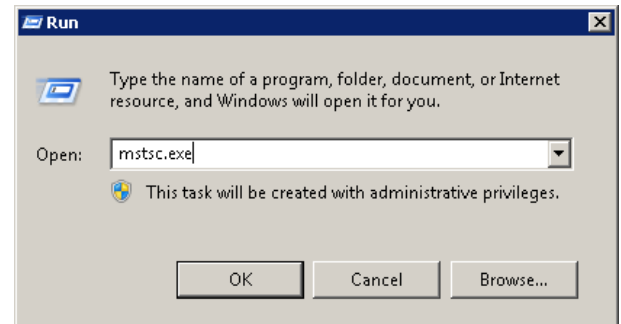 Run
Type the name of a program, folder, document, or Internet
resource, and Windows will open it for you.
Open: mstsc.exe
This task will be created with administrative privileges.
OK Cancel Browse...